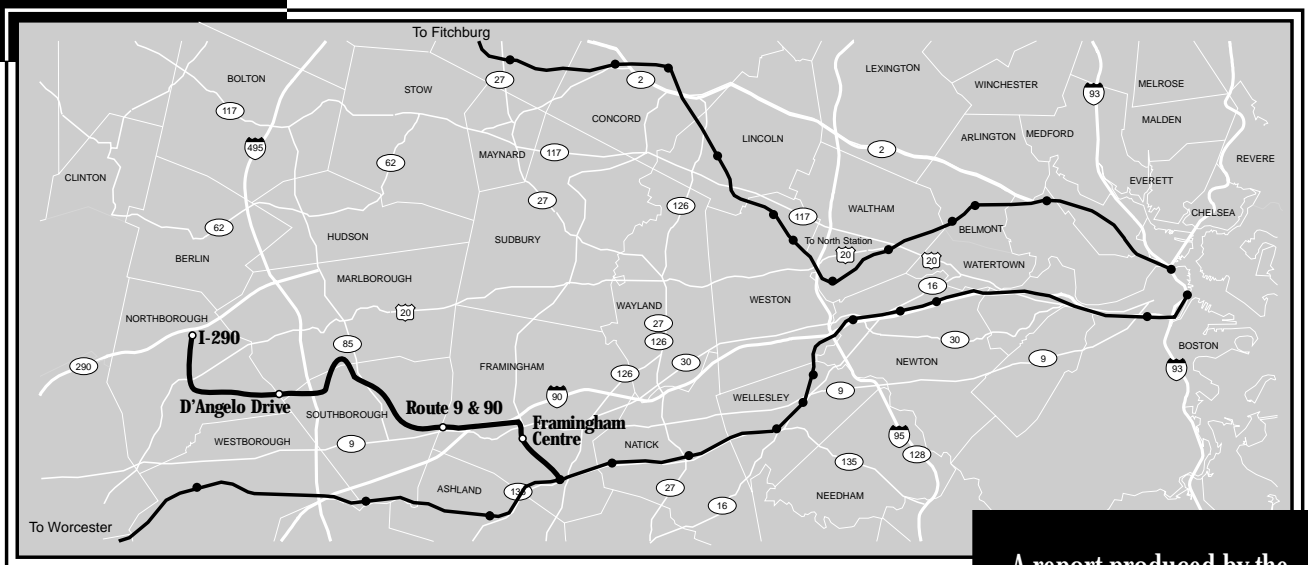 To Fitchburg
LEXINGTON
BOLTON
27
2
WINCHESTER
MELROSE
STOW
93
117
CONCORD
MALDEN
LINCOLN
ARLINGTON
MEDFORD
495
MAYNARD
117
2
REVERE
62
CLINTON
EVERETT
27
126
WALTHAM
CHELSEA
117
62
HUDSON
SUDBURY
To North Station
BELMONT
20
20
BERLIN
WATERTOWN
MARLBOROUGH
16
WESTON
WAYLAND
20
NORTHBOROUGH
27
I-290
126
30
85
BOSTON
290
FRAMINGHAM
126
30
NEWTON
9
93
90
9
WELLESLEY
D'Angelo Drive
SOUTHBOROUGH
Route 9 & 90
Framingham
Centre
WESTBOROUGH
9
NATICK
95
128
135
ASHLAND
135
27
NEEDHAM
16
To Worcester
A report produced by the